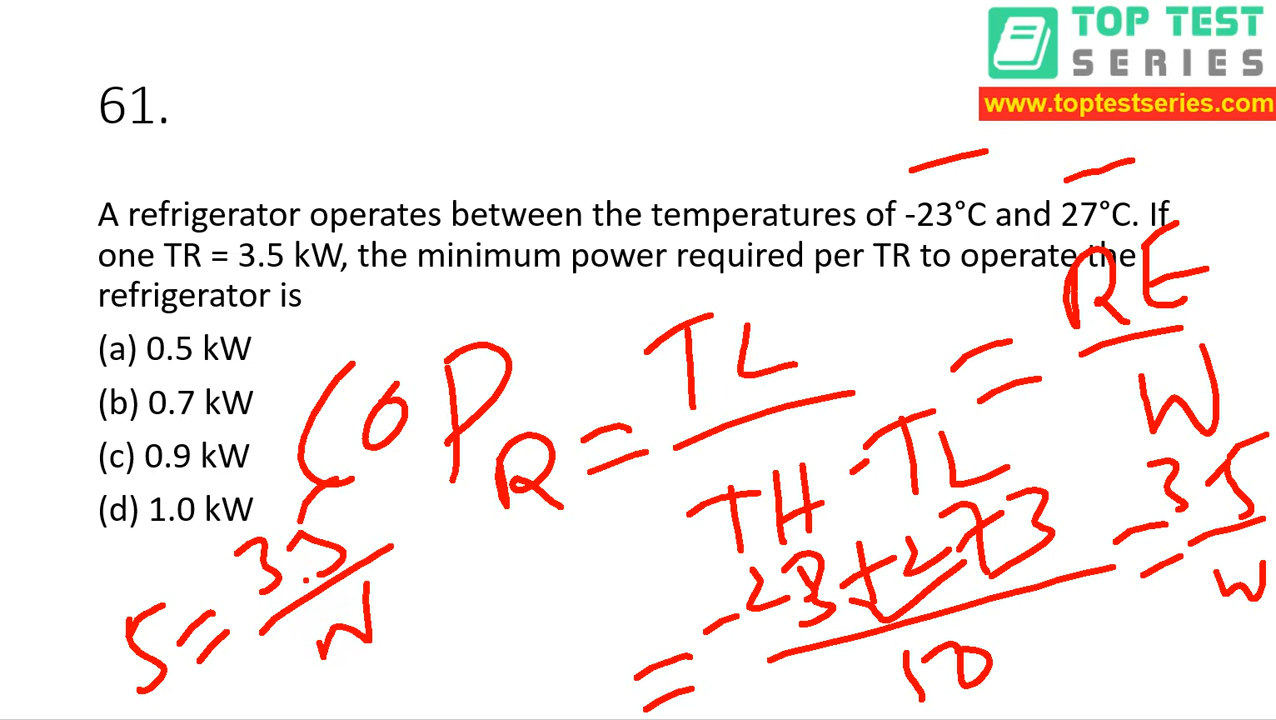 TOP TEST
SERIES
www.toptestseries.com
61.
A refrigerator operates between the temperatures of -23°C and 27°C. If
one TR = 3.5 kW, the minimum power required per TR to operate the
refrigerator is
(a) 0.5 kW
(b) 0.7 kW
(c) 0.9 kW
(d) 1.0 kW
COP R = TL / TH - TL = RE / W
= -23 + 273 / 10 = 3.5 / W
5 = 3.5 / W